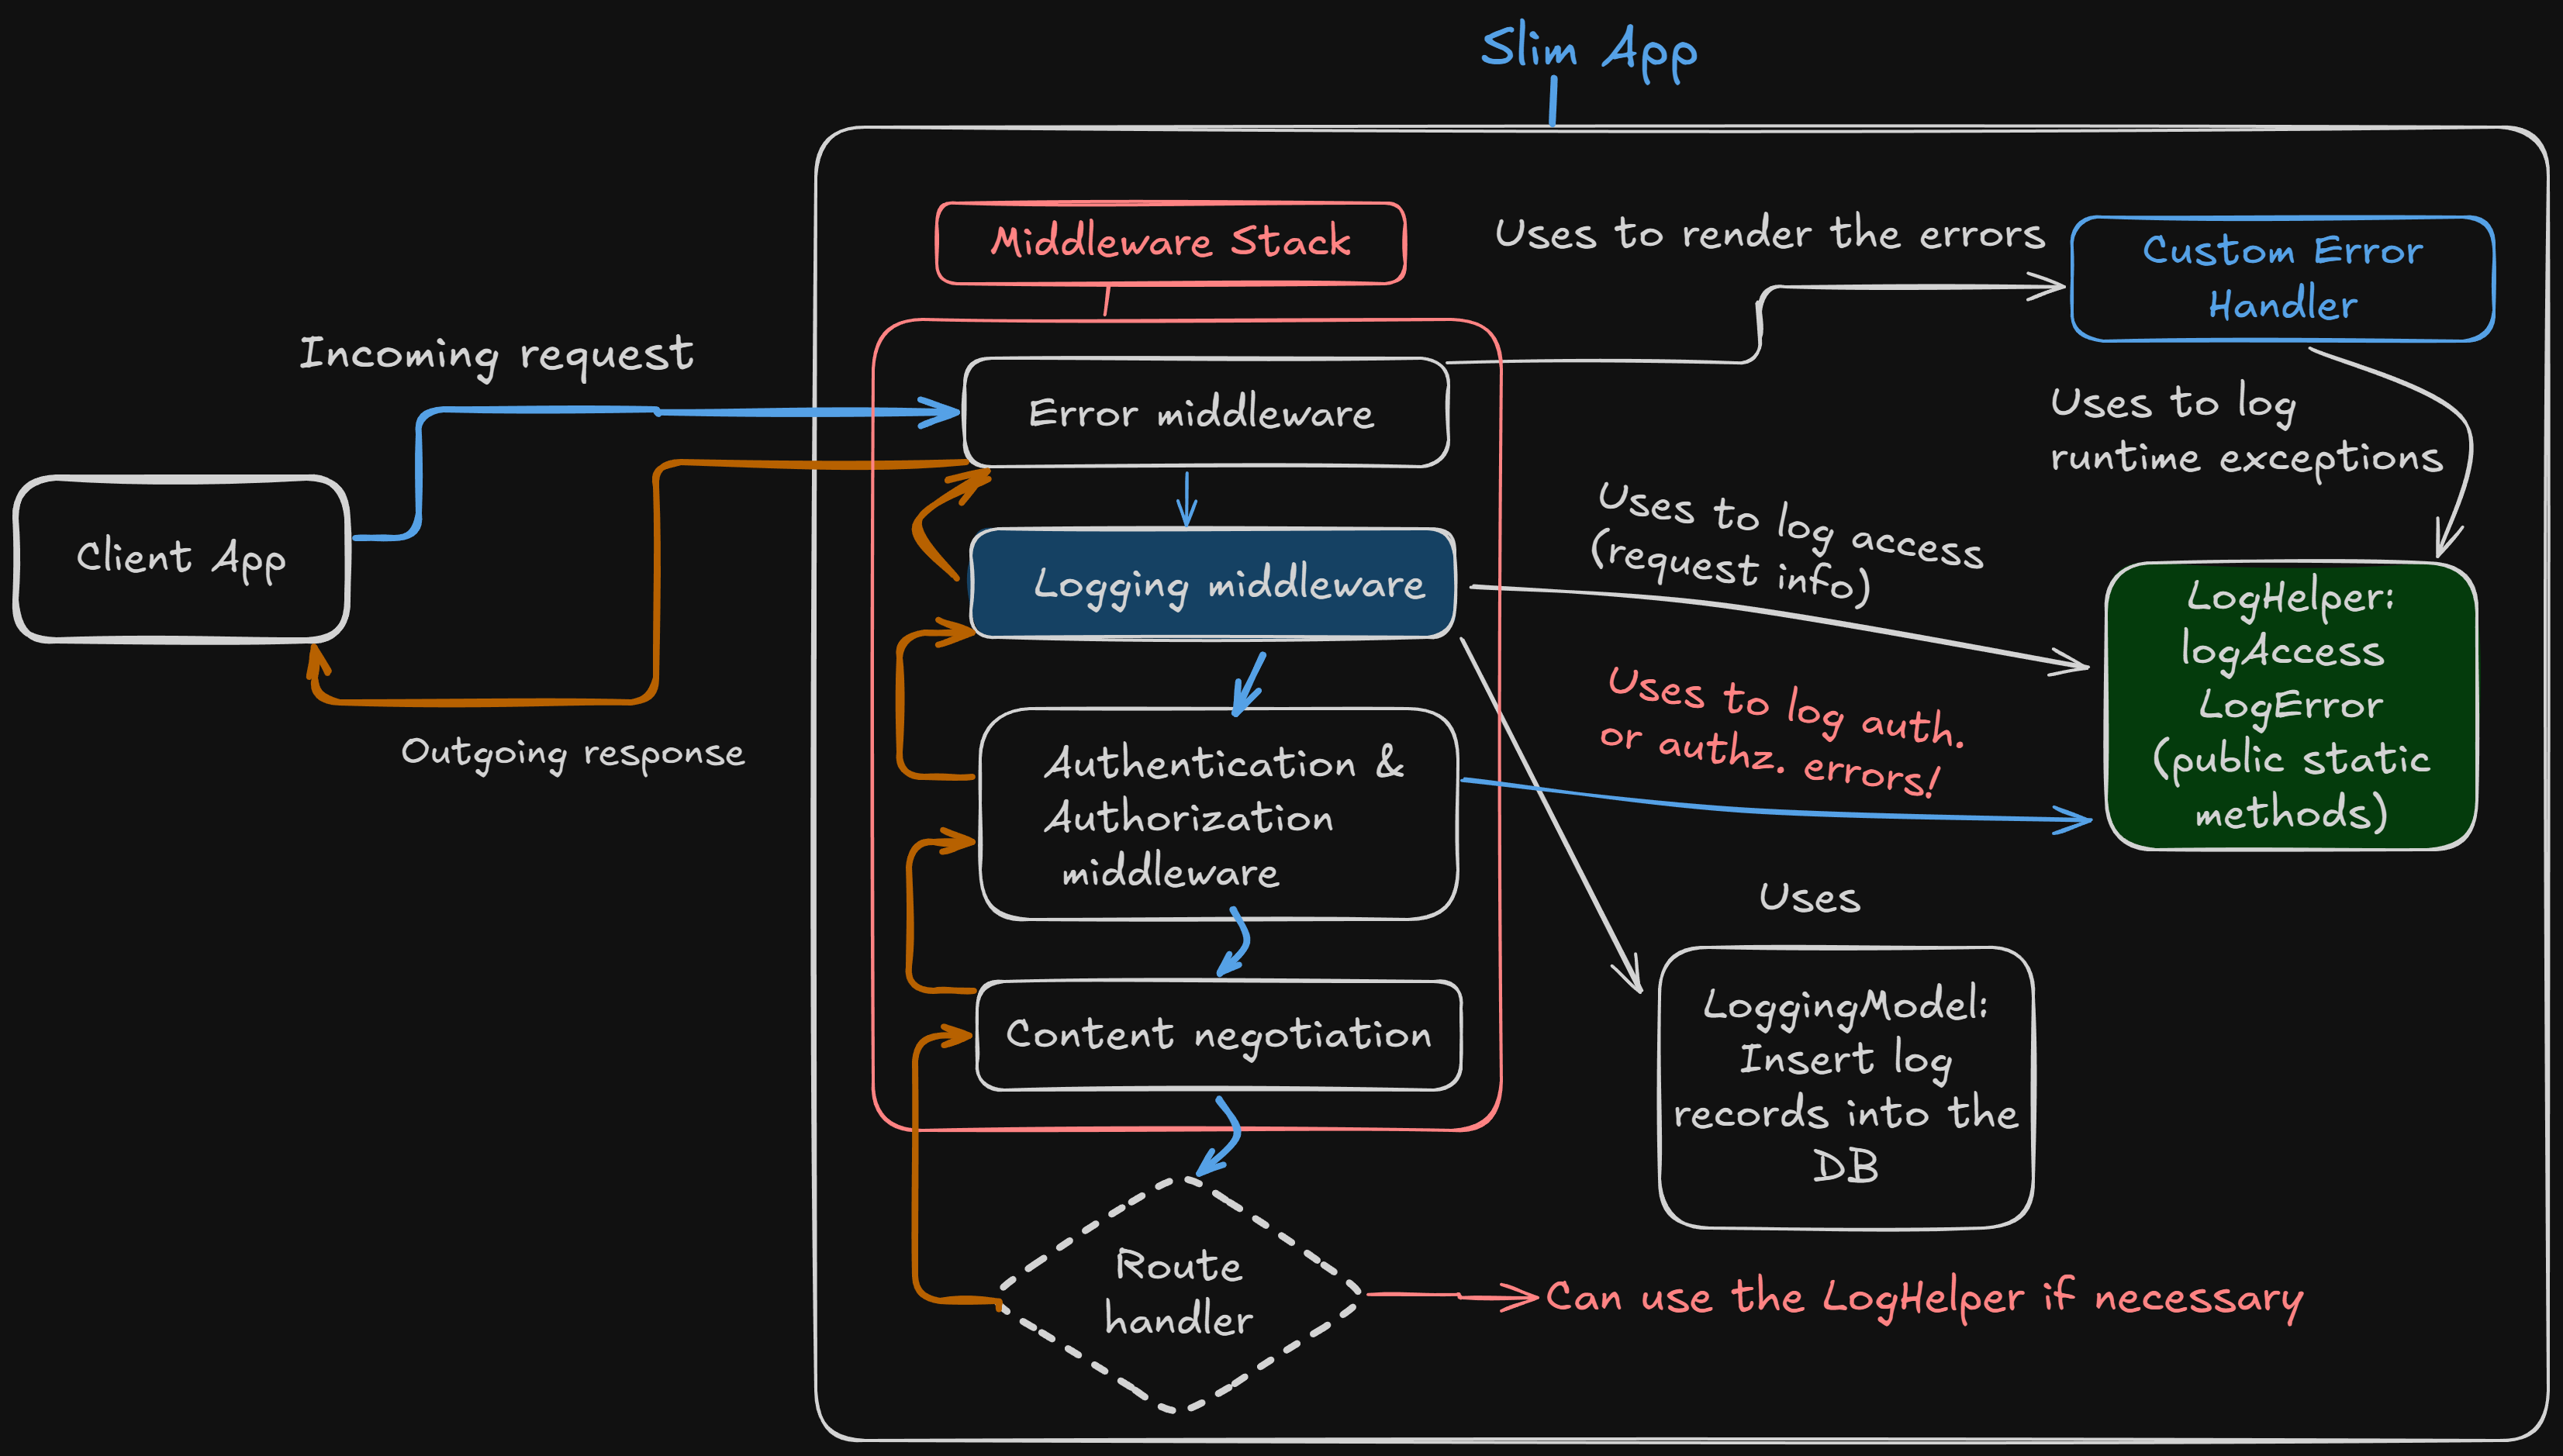 Slim App
Middleware Stack
Uses to render the errors
Custom Error
Handler
Incoming request
Error middleware
Uses to log
runtime exceptions
Client App
Logging middleware
Uses to log access
(request info)
LogHelper:
logAccess
LogError
(public static
methods)
Outgoing response
Authentication &
Authorization
middleware
Uses to log auth.
or authz. errors!
Uses
Content negotiation
LoggingModel:
Insert log
records into the
DB
Route
handler
Can use the LogHelper if necessary